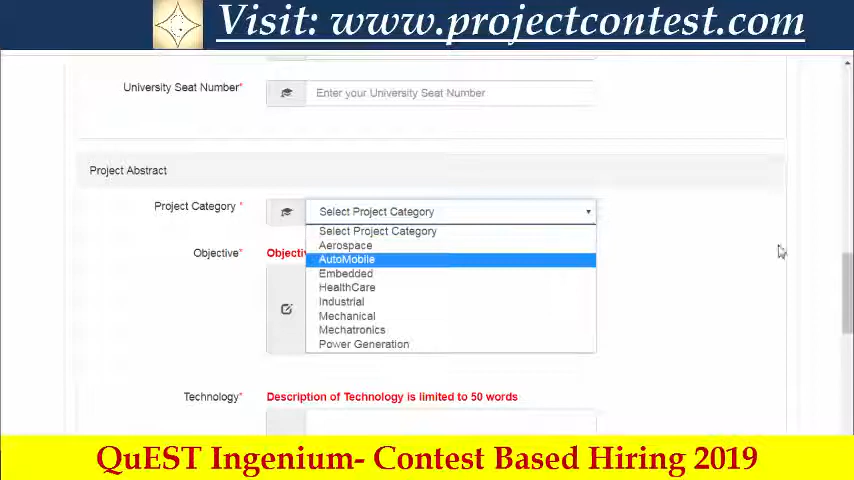 Visit: www.projectcontest.com
University Seat Number*
Enter your University Seat Number
Project Abstract
Project Category *
Select Project Category
Select Project Category
Aerospace
Objective*
AutoMobile
Embedded
HealthCare
Industrial
Mechanical
Mechatronics
Power Generation
Technology*
Description of Technology is limited to 50 words
QuEST Ingenium- Contest Based Hiring 2019